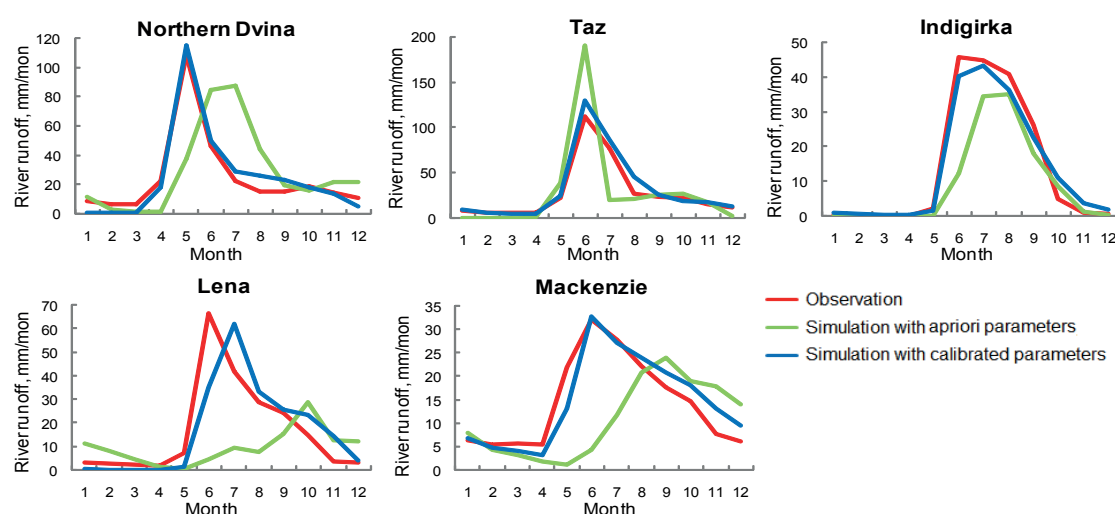 Northern Dvina
River runoff, mm/mon
120
100
80
60
40
20
0
1 2 3 4 5 6 7 8 9 10 11 12
Month
Taz
River runoff, mm/mon
200
150
100
50
0
1 2 3 4 5 6 7 8 9 10 11 12
Month
Indigirka
River runoff, mm/mon
50
40
30
20
10
0
1 2 3 4 5 6 7 8 9 10 11 12
Month
Lena
River runoff, mm/mon
70
60
50
40
30
20
10
0
1 2 3 4 5 6 7 8 9 10 11 12
Month
Mackenzie
River runoff, mm/mon
35
30
25
20
15
10
5
0
1 2 3 4 5 6 7 8 9 10 11 12
Month
Observation
Simulation with apriori parameters
Simulation with calibrated parameters